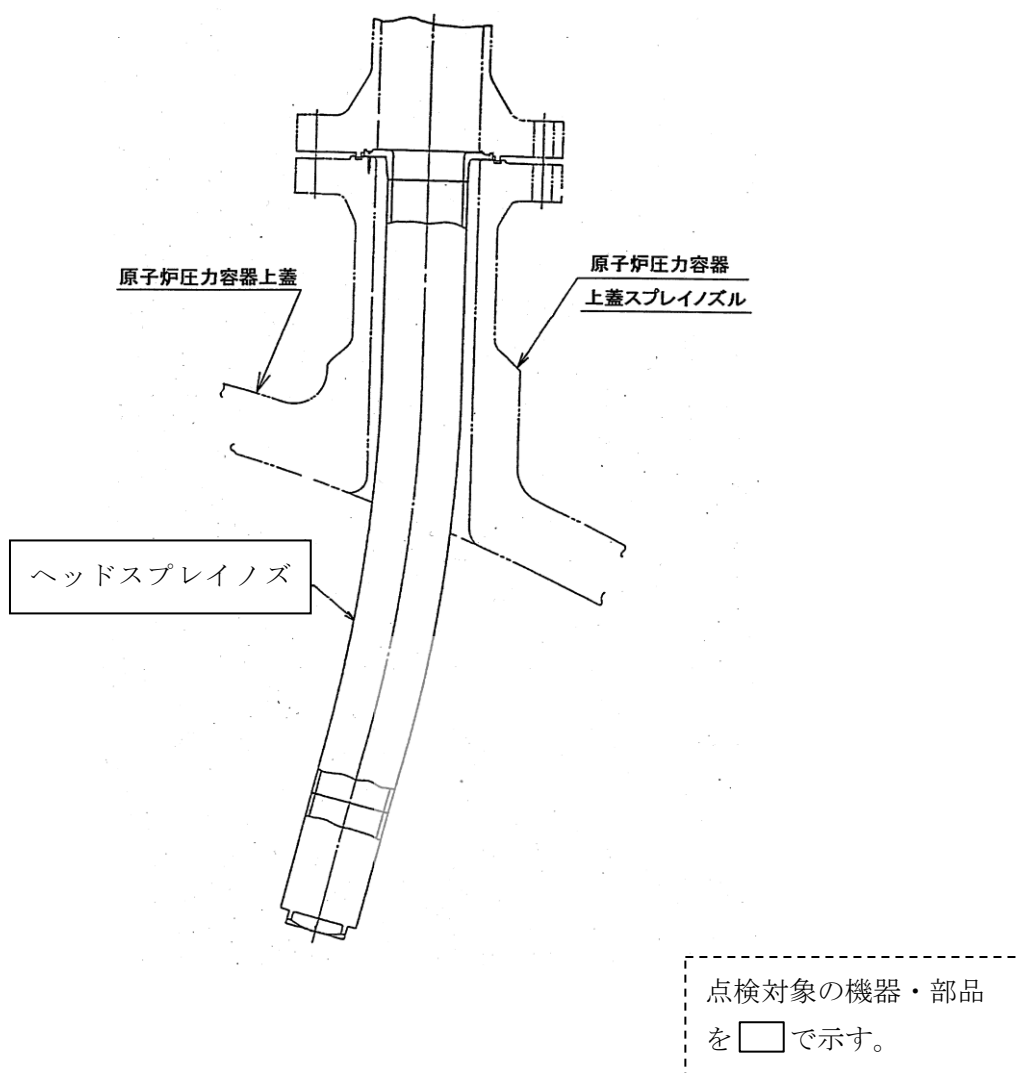 原子炉圧力容器上蓋
原子炉圧力容器
上蓋スプレイノズル
ヘッドスプレイノズ
点検対象の機器・部品
を で示す。